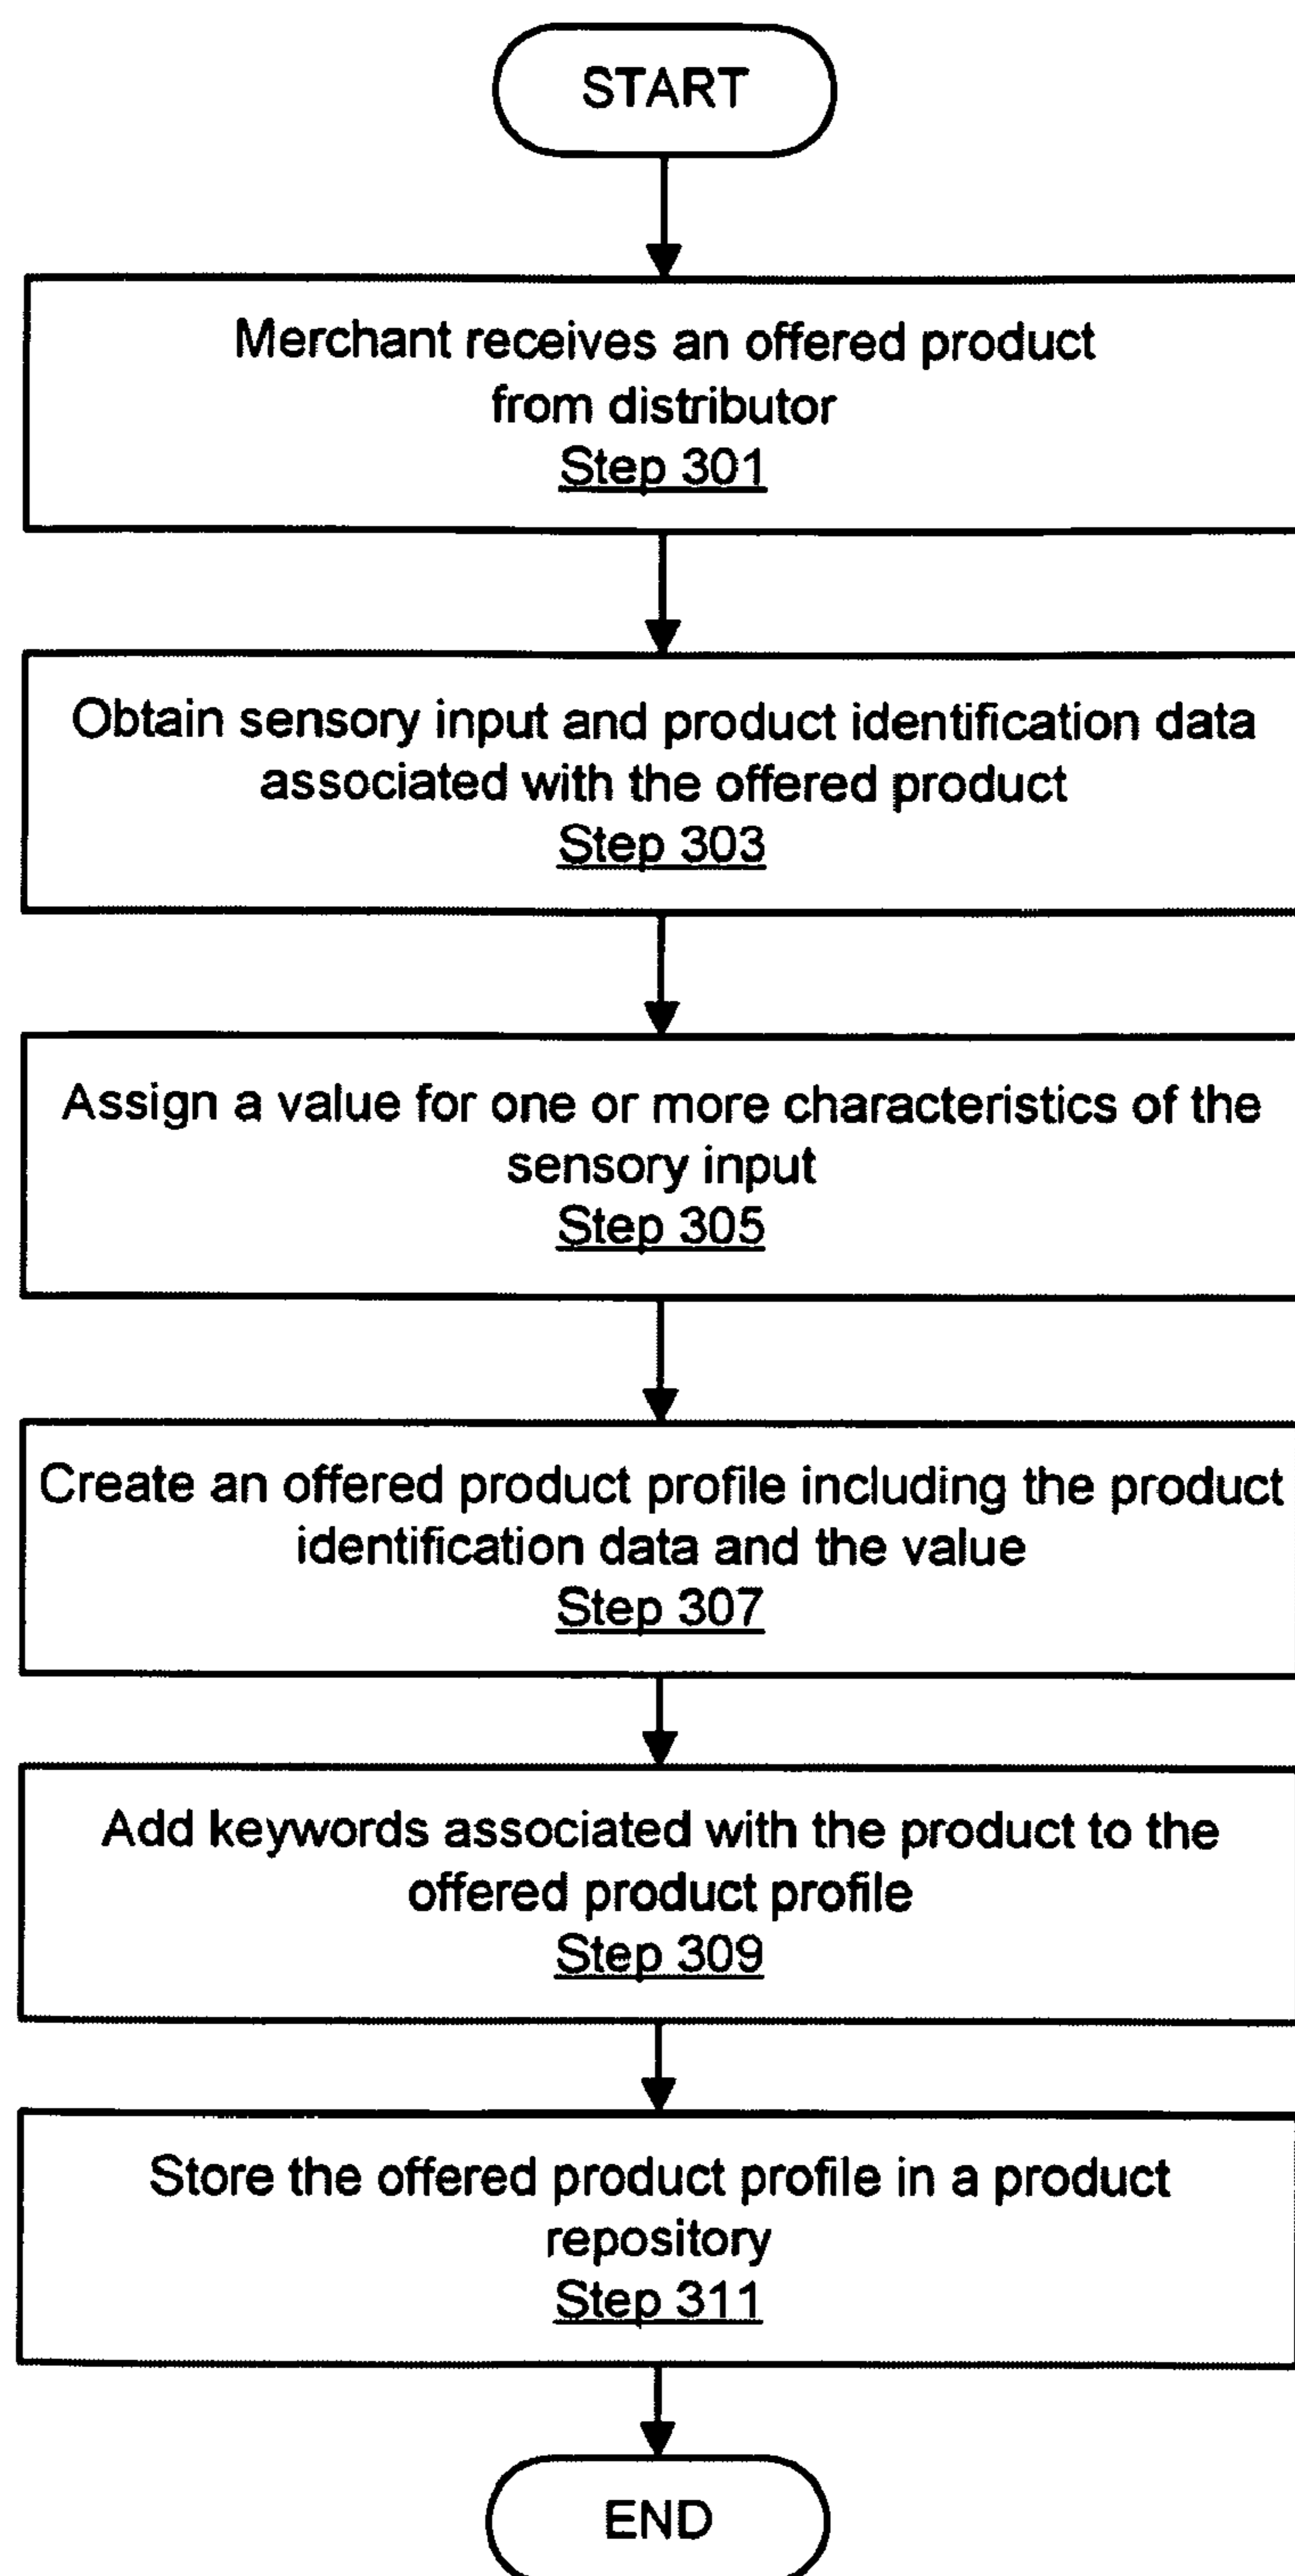 START
Merchant receives an offered product
from distributor
Step 301
Obtain sensory input and product identification data
associated with the offered product
Step 303
Assign a value for one or more characteristics of the
sensory input
Step 305
Create an offered product profile including the product
identification data and the value
Step 307
Add keywords associated with the product to the
offered product profile
Step 309
Store the offered product profile in a product
repository
Step 311
END